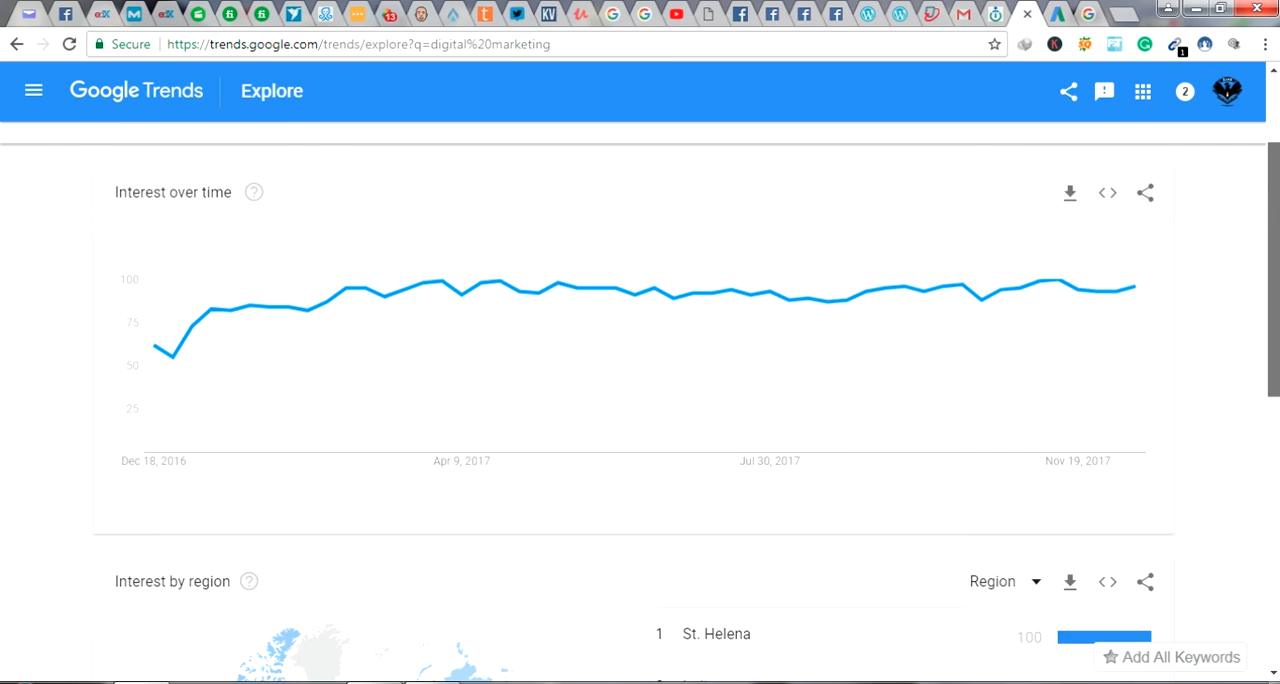 Secure https://trends.google.com/trends/explore?q=digital%20marketing
1
Google Trends Explore
2
Interest over time
100
75
50
25
Dec 18, 2016 Apr 9, 2017 Jul 30, 2017 Nov 19, 2017
Interest by region Region
1 St. Helena 100
Add All Keywords